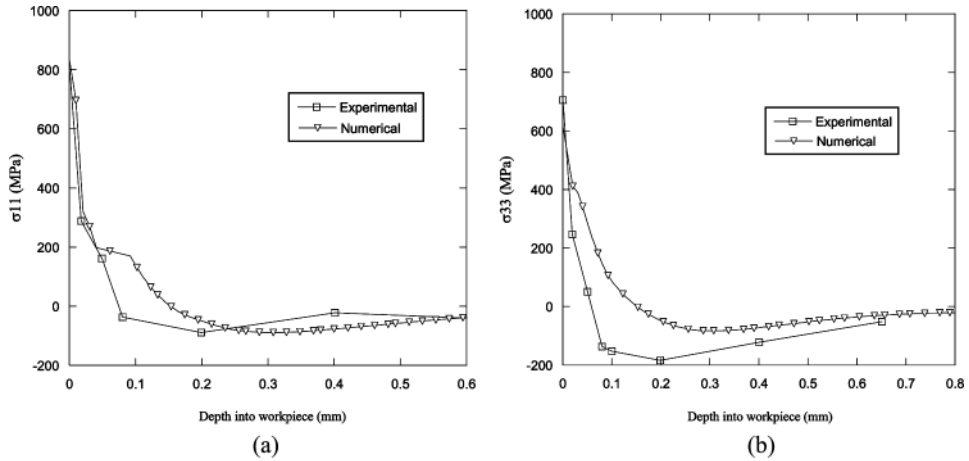 1000
800
600
400
200
0
-200
σ11 (MPa)
Experimental
Numerical
0 0.1 0.2 0.3 0.4 0.5 0.6
Depth into workpiece (mm)
(a)
1000
800
600
400
200
0
-200
σ33 (MPa)
Experimental
Numerical
0 0.1 0.2 0.3 0.4 0.5 0.6 0.7 0.8
Depth into workpiece (mm)
(b)